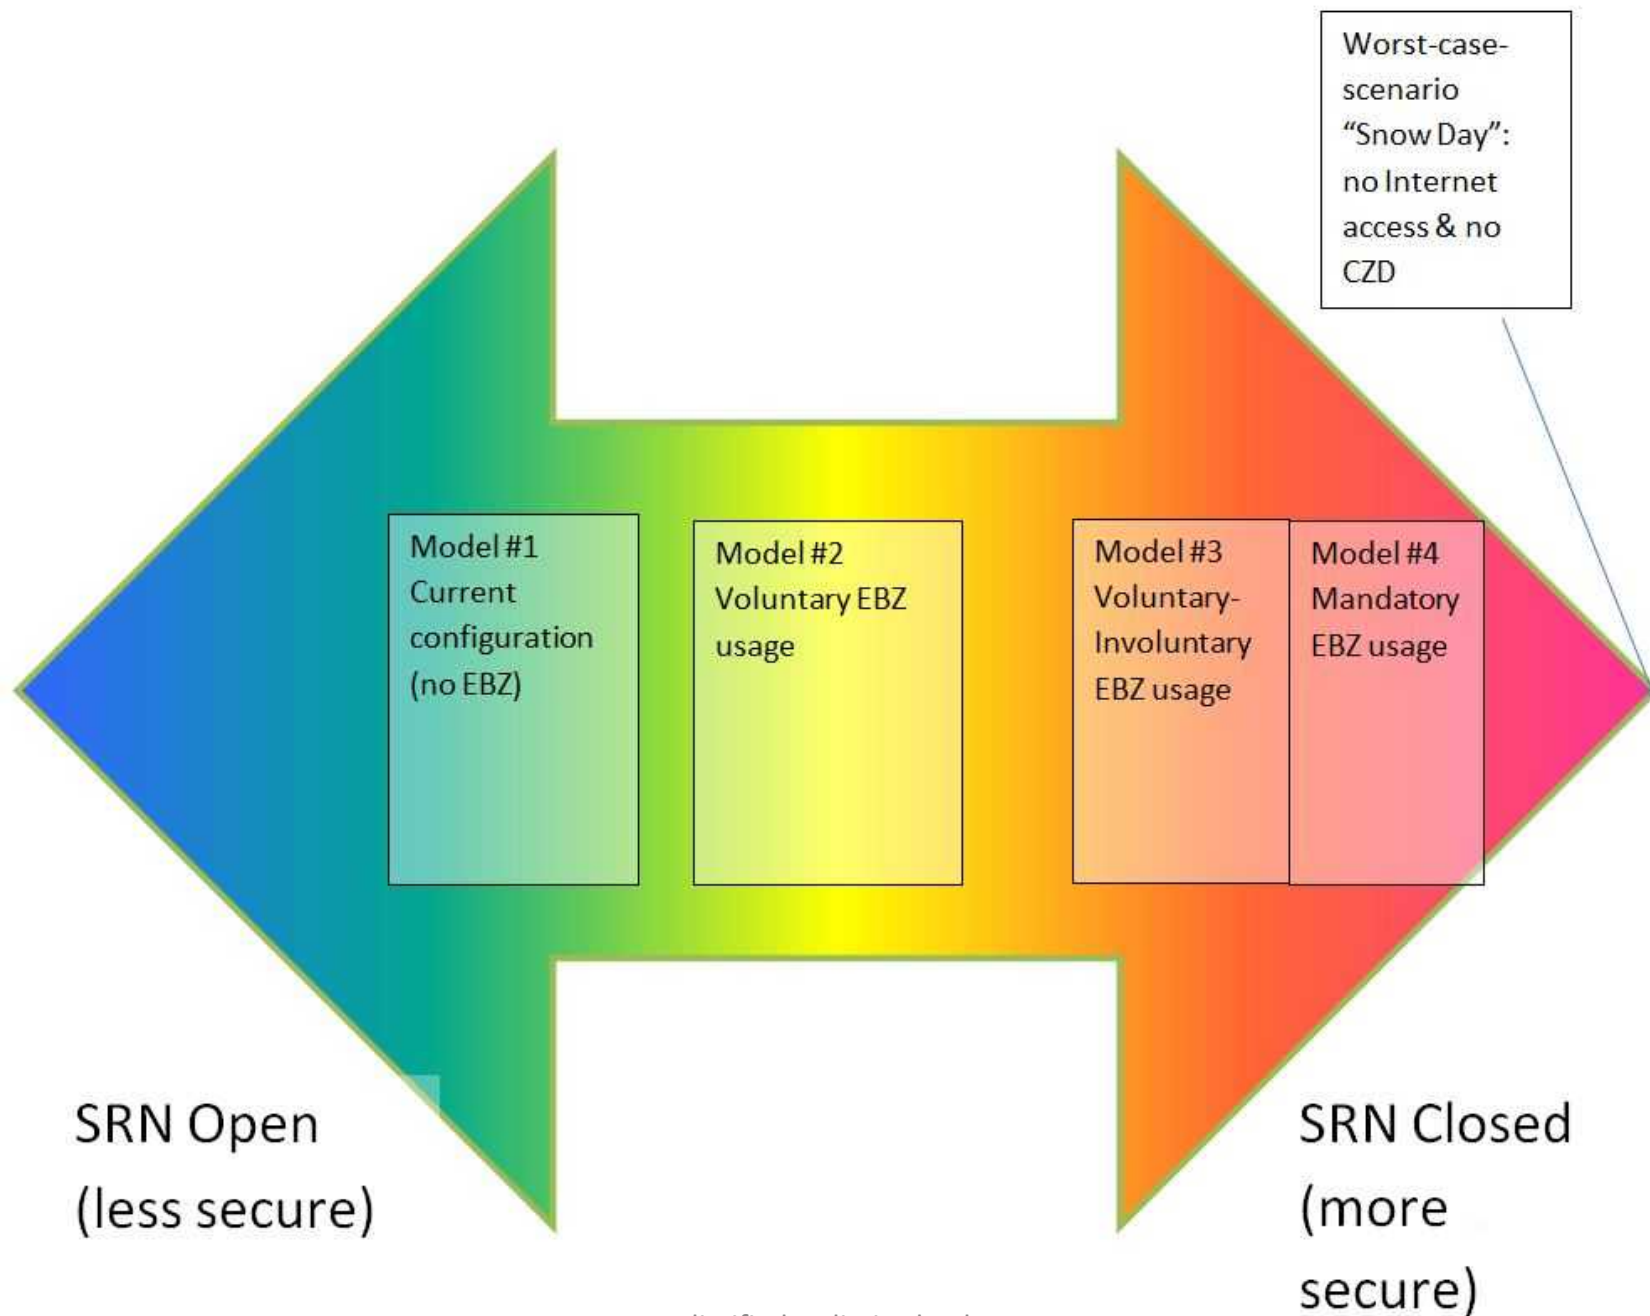 Worst-case-
scenario
“Snow Day”:
no Internet
access & no
CZD
Model #1
Current
configuration
(no EBZ)
Model #2
Voluntary EBZ
usage
Model #3
Voluntary-
Involuntary
EBZ usage
Model #4
Mandatory
EBZ usage
SRN Open
(less secure)
SRN Closed
(more
secure)